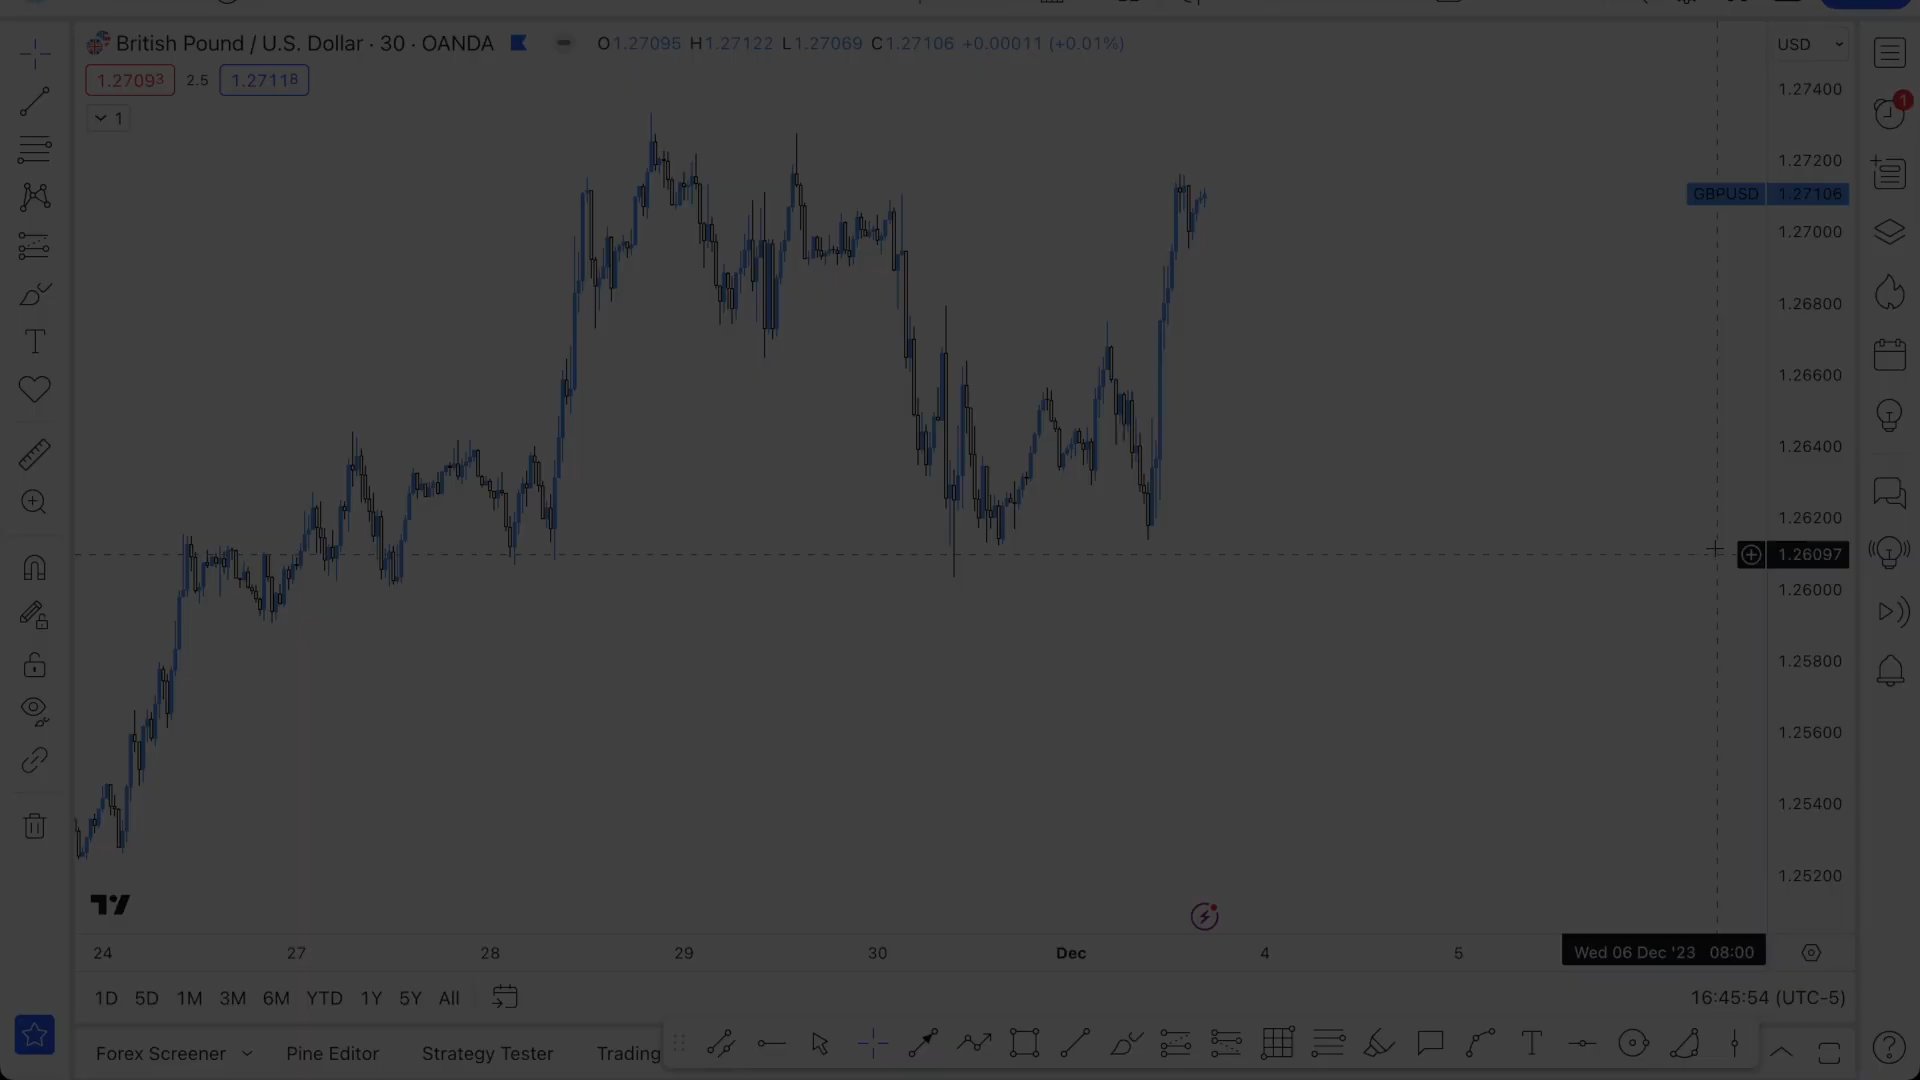 British Pound / U.S. Dollar · 30 · OANDA
O1.27095 H1.27122 L1.27069 C1.27106 +0.00011 (+0.01%)
USD
1.27093 2.5 1.27118
1
1
1.27400
1.27200
GBPUSD 1.27106
1.27000
1.26800
1.26600
1.26400
1.26200
1.26097
1.26000
1.25800
1.25600
1.25400
1.25200
24 27 28 29 30 Dec 4 5 Wed 06 Dec '23 08:00
1D 5D 1M 3M 6M YTD 1Y 5Y All
16:45:54 (UTC-5)
Forex Screener Pine Editor Strategy Tester Trading